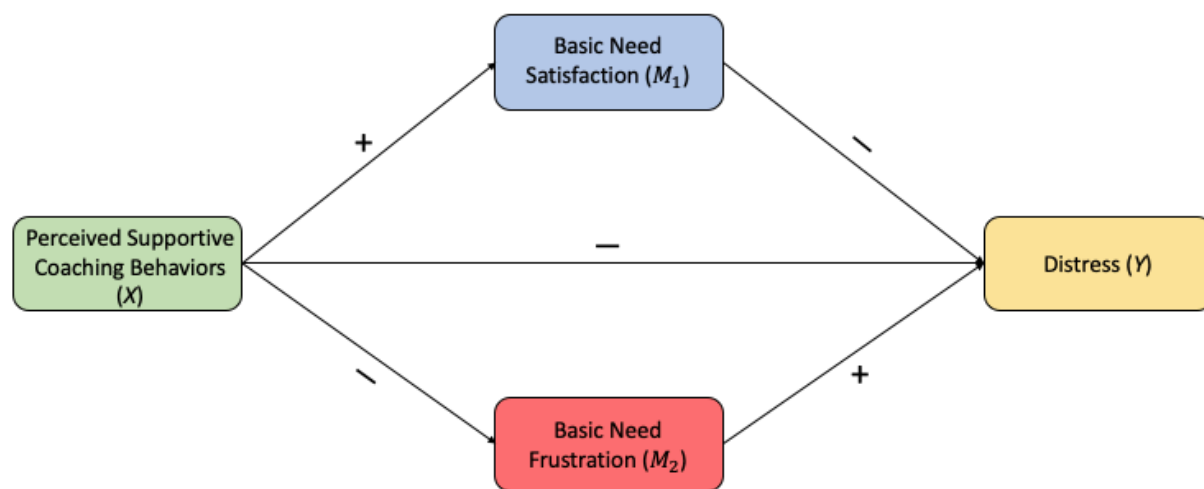 Basic Need
Satisfaction (M₁)
+
–
Perceived Supportive
Coaching Behaviors
(X)
–
Distress (Y)
–
+
Basic Need
Frustration (M₂)